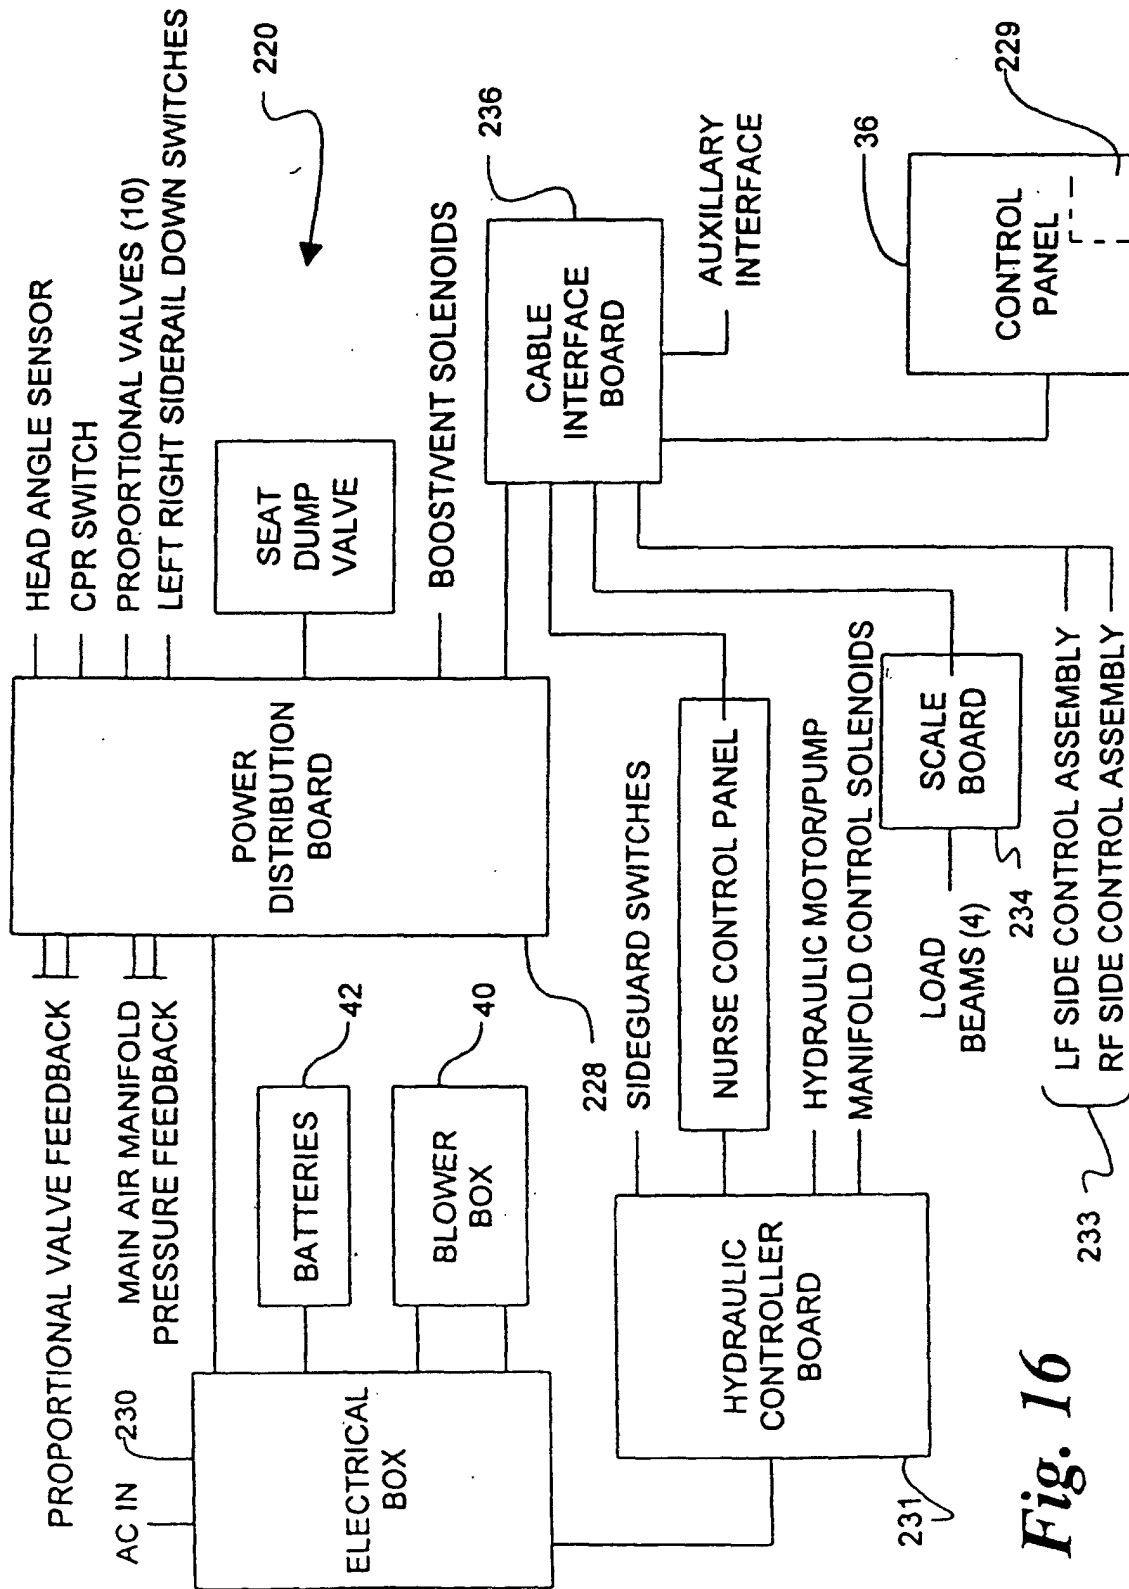 PROPORTIONAL VALVE FEEDBACK
MAIN AIR MANIFOLD
PRESSURE FEEDBACK
AC IN
230
ELECTRICAL
BOX
BATTERIES
42
BLOWER
BOX
40
POWER
DISTRIBUTION
BOARD
228
HEAD ANGLE SENSOR
CPR SWITCH
PROPORTIONAL VALVES (10)
LEFT RIGHT SIDERAIL DOWN SWITCHES
SEAT
DUMP
VALVE
220
BOOST/VENT SOLENOIDS
236
CABLE
INTERFACE
BOARD
AUXILLARY
INTERFACE
SIDEGUARD SWITCHES
NURSE CONTROL PANEL
HYDRAULIC MOTOR/PUMP
MANIFOLD CONTROL SOLENOIDS
HYDRAULIC
CONTROLLER
BOARD
231
LOAD
BEAMS (4)
SCALE
BOARD
234
LF SIDE CONTROL ASSEMBLY
RF SIDE CONTROL ASSEMBLY
233
36
CONTROL
PANEL
229
Fig. 16